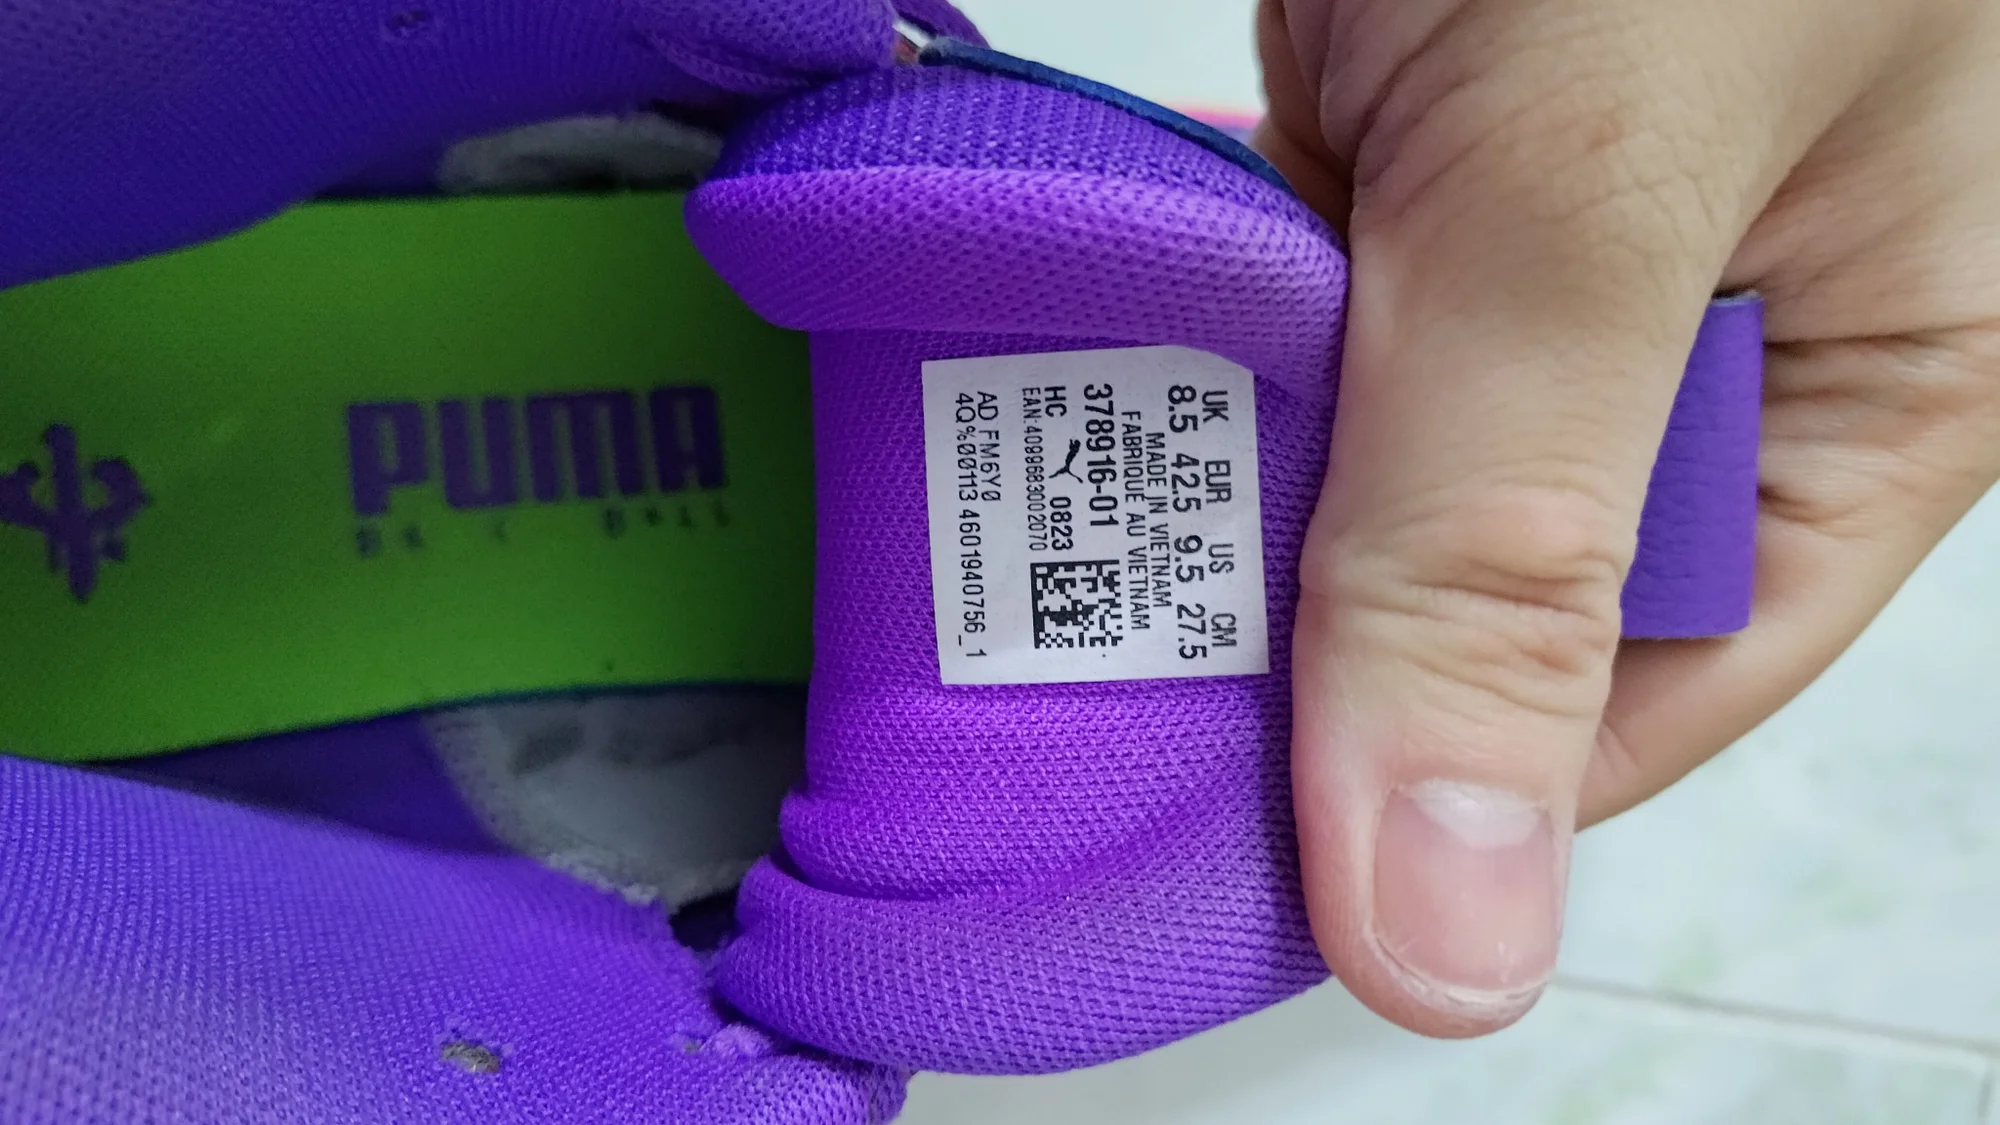 PUMA
UK EUR US CM
8.5 42.5 9.5 27.5
MADE IN VIETNAM
FABRIQUE AU VIETNAM
378916-01
HC 0823
EAN:4099683002070
AD FM6Y0
4Q%00113 4601940756_1